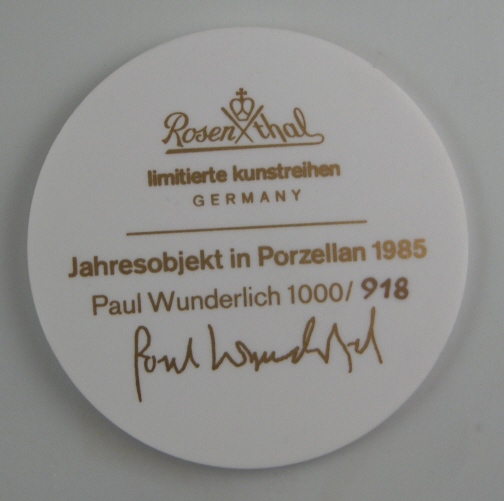 Rosenthal
limitierte kunstreihen
GERMANY
Jahresobjekt in Porzellan 1985
Paul Wunderlich 1000/ 918
Paul Wunderlich